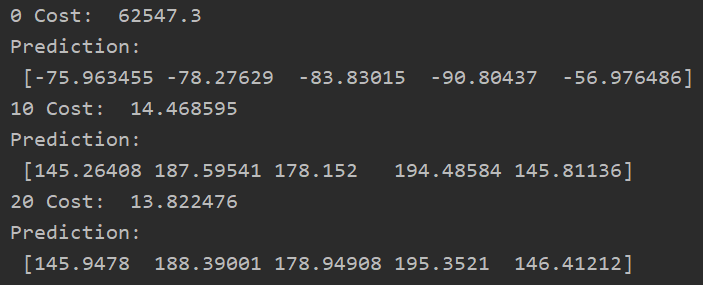 0 Cost:  62547.3
Prediction:
 [-75.963455 -78.27629  -83.83015  -90.80437  -56.976486]
10 Cost:  14.468595
Prediction:
 [145.26408 187.59541 178.152   194.48584 145.81136]
20 Cost:  13.822476
Prediction:
 [145.9478  188.39001 178.94908 195.3521  146.41212]